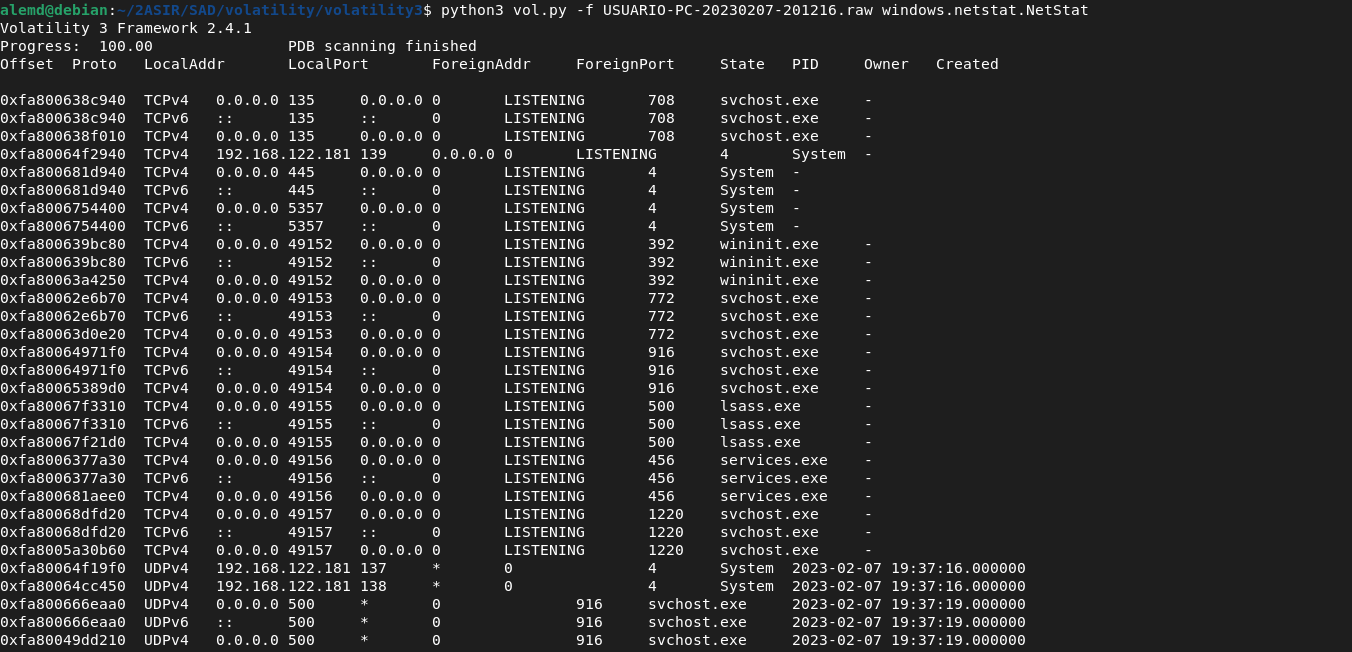 alemd@debian:~/2ASIR/SAD/volatility/volatility3$ python3 vol.py -f USUARIO-PC-20230207-201216.raw windows.netstat.NetStat
Volatility 3 Framework 2.4.1
Progress:  100.00               PDB scanning finished
Offset  Proto   LocalAddr       LocalPort       ForeignAddr     ForeignPort     State   PID     Owner   Created
0xfa800638c940  TCPv4   0.0.0.0 135     0.0.0.0 0       LISTENING       708     svchost.exe     -
0xfa800638c940  TCPv6   ::      135     ::      0       LISTENING       708     svchost.exe     -
0xfa800638f010  TCPv4   0.0.0.0 135     0.0.0.0 0       LISTENING       708     svchost.exe     -
0xfa80064f2940  TCPv4   192.168.122.181 139     0.0.0.0 0       LISTENING       4       System  -
0xfa800681d940  TCPv4   0.0.0.0 445     0.0.0.0 0       LISTENING       4       System  -
0xfa800681d940  TCPv6   ::      445     ::      0       LISTENING       4       System  -
0xfa8006754400  TCPv4   0.0.0.0 5357    0.0.0.0 0       LISTENING       4       System  -
0xfa8006754400  TCPv6   ::      5357    ::      0       LISTENING       4       System  -
0xfa800639bc80  TCPv4   0.0.0.0 49152   0.0.0.0 0       LISTENING       392     wininit.exe     -
0xfa800639bc80  TCPv6   ::      49152   ::      0       LISTENING       392     wininit.exe     -
0xfa80063a4250  TCPv4   0.0.0.0 49152   0.0.0.0 0       LISTENING       392     wininit.exe     -
0xfa80062e6b70  TCPv4   0.0.0.0 49153   0.0.0.0 0       LISTENING       772     svchost.exe     -
0xfa80062e6b70  TCPv6   ::      49153   ::      0       LISTENING       772     svchost.exe     -
0xfa80063d0e20  TCPv4   0.0.0.0 49153   0.0.0.0 0       LISTENING       772     svchost.exe     -
0xfa80064971f0  TCPv4   0.0.0.0 49154   0.0.0.0 0       LISTENING       916     svchost.exe     -
0xfa80064971f0  TCPv6   ::      49154   ::      0       LISTENING       916     svchost.exe     -
0xfa80065389d0  TCPv4   0.0.0.0 49154   0.0.0.0 0       LISTENING       916     svchost.exe     -
0xfa80067f3310  TCPv4   0.0.0.0 49155   0.0.0.0 0       LISTENING       500     lsass.exe       -
0xfa80067f3310  TCPv6   ::      49155   ::      0       LISTENING       500     lsass.exe       -
0xfa80067f21d0  TCPv4   0.0.0.0 49155   0.0.0.0 0       LISTENING       500     lsass.exe       -
0xfa8006377a30  TCPv4   0.0.0.0 49156   0.0.0.0 0       LISTENING       456     services.exe    -
0xfa8006377a30  TCPv6   ::      49156   ::      0       LISTENING       456     services.exe    -
0xfa800681aee0  TCPv4   0.0.0.0 49156   0.0.0.0 0       LISTENING       456     services.exe    -
0xfa80068dfd20  TCPv4   0.0.0.0 49157   0.0.0.0 0       LISTENING       1220    svchost.exe     -
0xfa80068dfd20  TCPv6   ::      49157   ::      0       LISTENING       1220    svchost.exe     -
0xfa8005a30b60  TCPv4   0.0.0.0 49157   0.0.0.0 0       LISTENING       1220    svchost.exe     -
0xfa80064f19f0  UDPv4   192.168.122.181 137     *       0               4       System  2023-02-07 19:37:16.000000
0xfa80064cc450  UDPv4   192.168.122.181 138     *       0               4       System  2023-02-07 19:37:16.000000
0xfa800666eaa0  UDPv4   0.0.0.0 500     *       0               916     svchost.exe     2023-02-07 19:37:19.000000
0xfa800666eaa0  UDPv6   ::      500     *       0               916     svchost.exe     2023-02-07 19:37:19.000000
0xfa80049dd210  UDPv4   0.0.0.0 500     *       0               916     svchost.exe     2023-02-07 19:37:19.000000